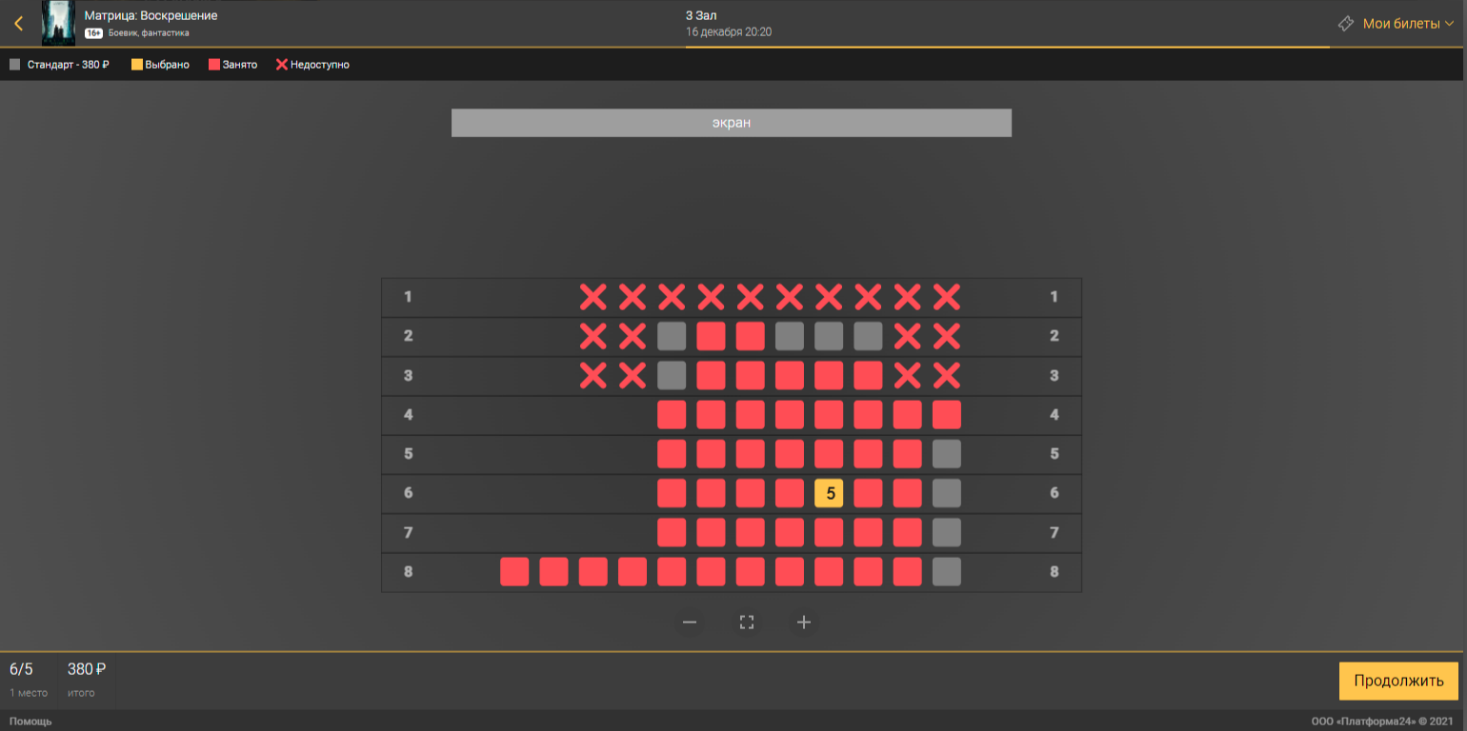 Матрица: Воскрешение
16+ Боевик, фантастика
3 Зал
16 декабря 20:20
Мои билеты
Стандарт - 380 ₽ Выбрано Занято Недоступно
экран
1 1
2 2
3 3
4 4
5 5
6 5 6
7 7
8 8
6/5 380 ₽
1 место итого
Продолжить
Помощь
ООО «Платформа24» © 2021